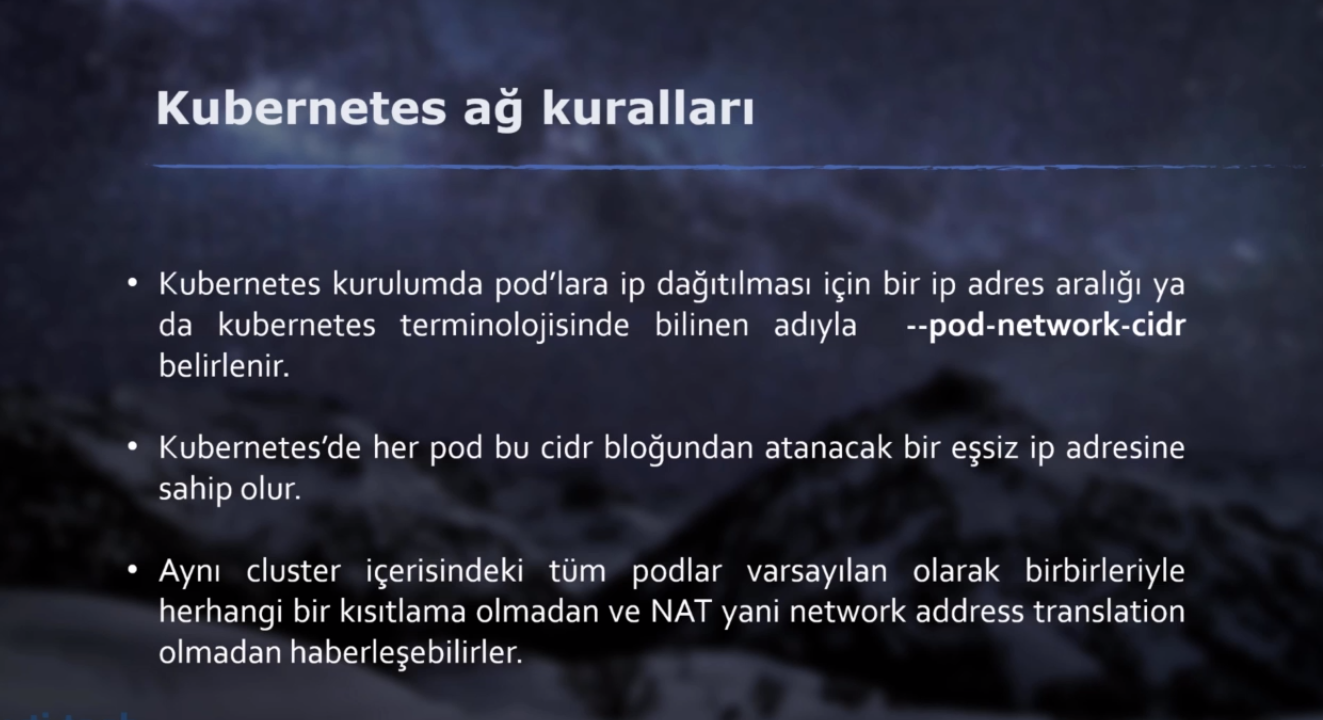 Kubernetes ağ kuralları
• Kubernetes kurulumda pod’lara ip dağıtılması için bir ip adres aralığı ya
da kubernetes terminolojisinde bilinen adıyla --pod-network-cidr
belirlenir.
• Kubernetes’de her pod bu cidr bloğundan atanacak bir eşsiz ip adresine
sahip olur.
• Aynı cluster içerisindeki tüm podlar varsayılan olarak birbirleriyle
herhangi bir kısıtlama olmadan ve NAT yani network address translation
olmadan haberleşebilirler.